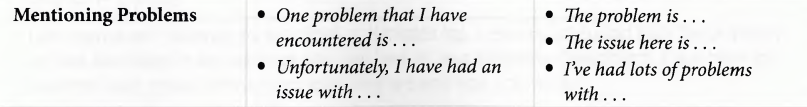 Mentioning Problems
• One problem that I have
encountered is . . .
• Unfortunately, I have had an
issue with . . .
• The problem is . . .
• The issue here is . . .
• I've had lots of problems
with . . .